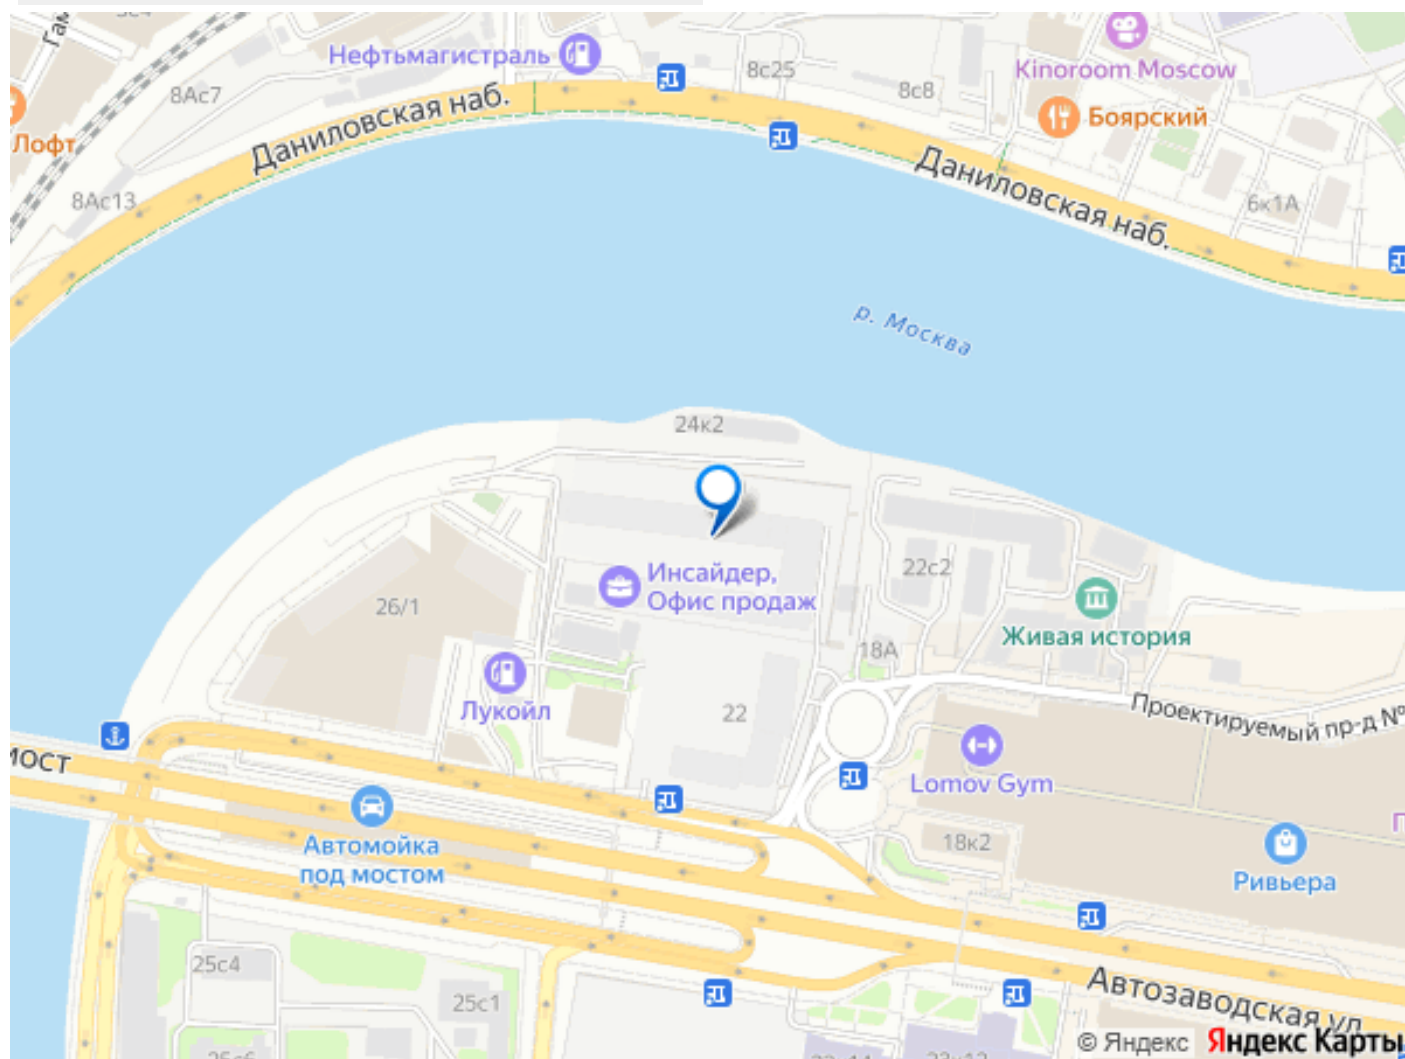 Нефтьмагистраль
8с25
8с8
Kinoroom Moscow
Боярский
8Ас7
Даниловская наб.
Лофт
8Ас13
Даниловская наб.
6к1А
р. Москва
24к2
Инсайдер,
Офис продаж
22с2
26/1
Живая история
18А
Лукойл
22
Проектируемый пр-д №
мост
Lomov Gym
Автомойка
под мостом
18к2
Ривьера
25с4
25с1
Автозаводская ул.
© Яндекс Яндекс Карты